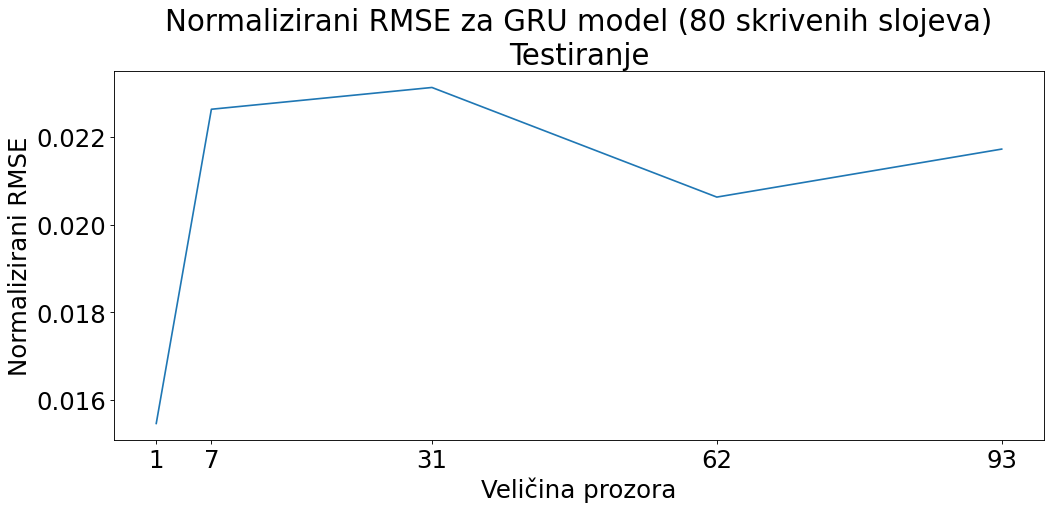 Normalizirani RMSE za GRU model (80 skrivenih slojeva)
Testiranje
Normalizirani RMSE
0.022
0.020
0.018
0.016
1 7 31 62 93
Veličina prozora